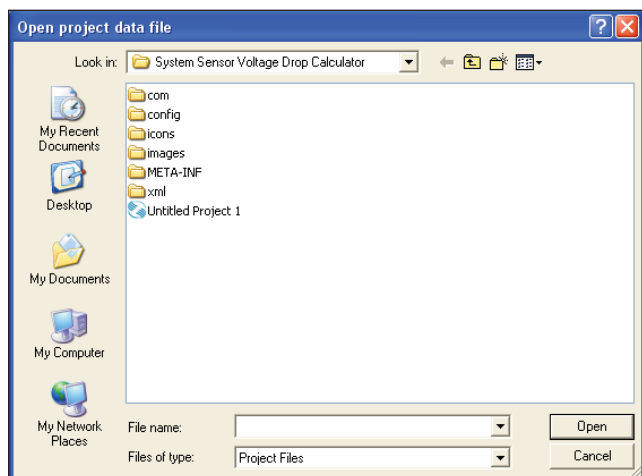 Open project data file
Look in: System Sensor Voltage Drop Calculator
My Recent
Documents
Desktop
My Documents
My Computer
My Network
Places
com
config
icons
images
META-INF
xml
Untitled Project 1
File name:
Open
Files of type: Project Files
Cancel